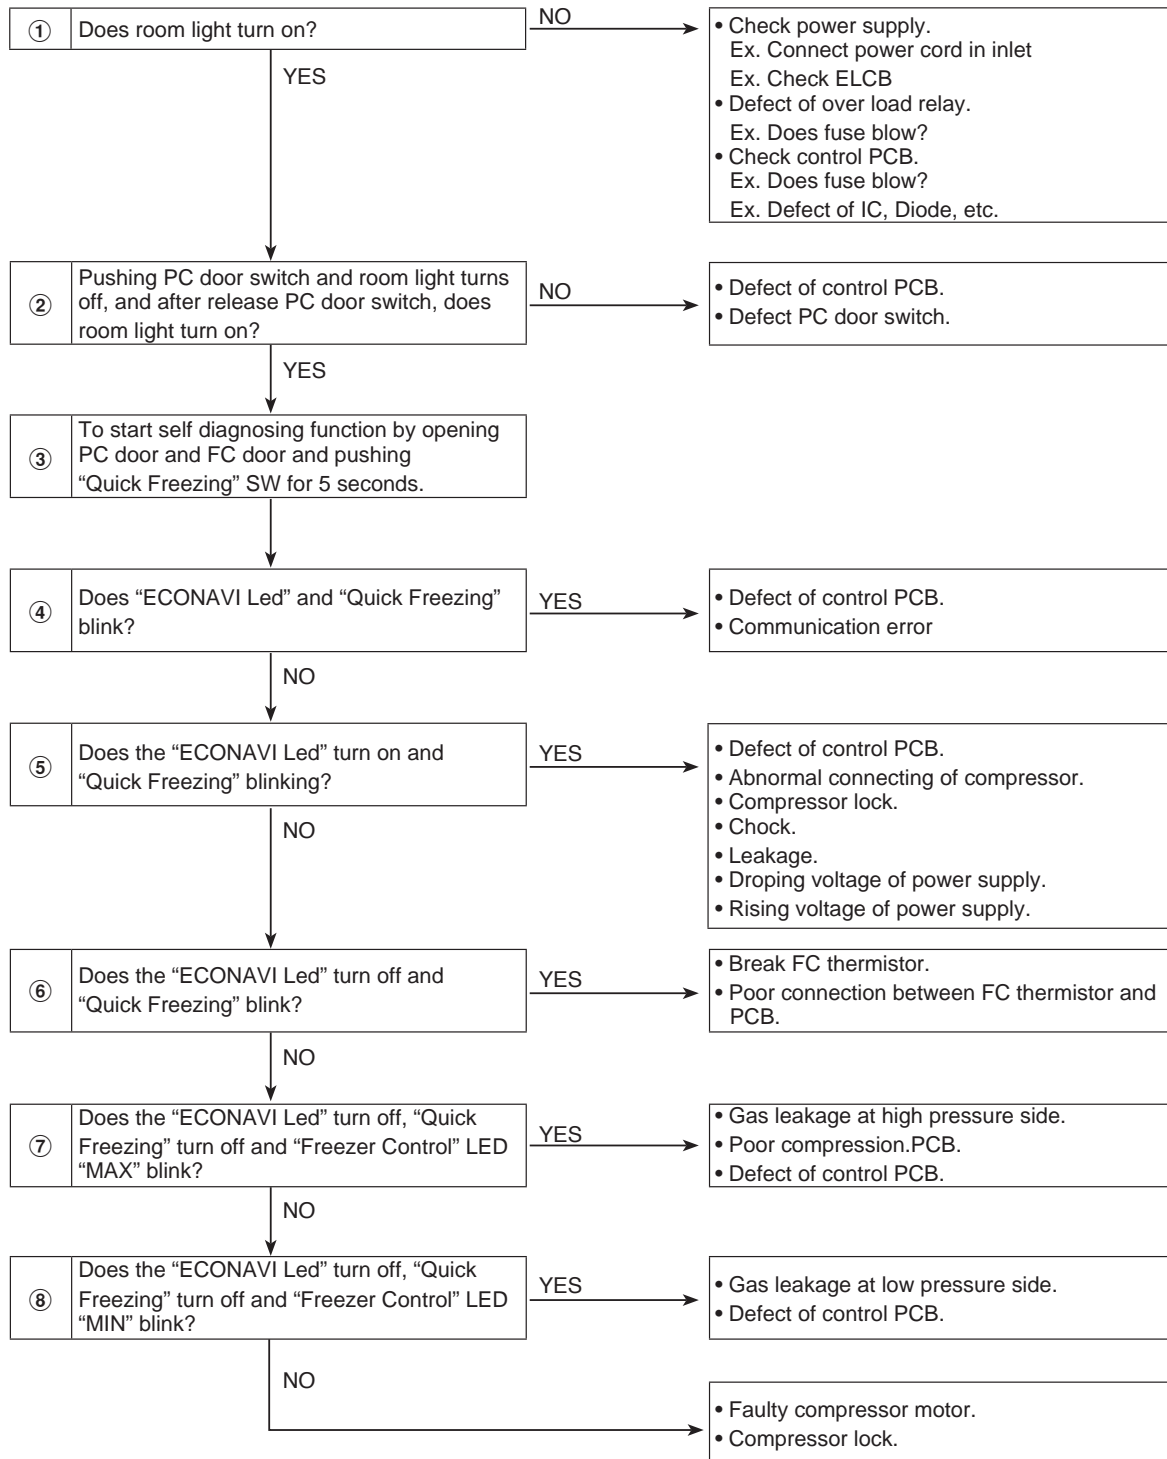 ① Does room light turn on?
NO
• Check power supply.
Ex. Connect power cord in inlet
Ex. Check ELCB
• Defect of over load relay.
Ex. Does fuse blow?
• Check control PCB.
Ex. Does fuse blow?
Ex. Defect of IC, Diode, etc.
YES
② Pushing PC door switch and room light turns
off, and after release PC door switch, does
room light turn on?
NO
• Defect of control PCB.
• Defect PC door switch.
YES
③ To start self diagnosing function by opening
PC door and FC door and pushing
“Quick Freezing” SW for 5 seconds.
④ Does “ECONAVI Led” and “Quick Freezing”
blink?
YES
• Defect of control PCB.
• Communication error
NO
⑤ Does the “ECONAVI Led” turn on and
“Quick Freezing” blinking?
YES
• Defect of control PCB.
• Abnormal connecting of compressor.
• Compressor lock.
• Chock.
• Leakage.
• Droping voltage of power supply.
• Rising voltage of power supply.
NO
⑥ Does the “ECONAVI Led” turn off and
“Quick Freezing” blink?
YES
• Break FC thermistor.
• Poor connection between FC thermistor and
PCB.
NO
⑦ Does the “ECONAVI Led” turn off, “Quick
Freezing” turn off and “Freezer Control” LED
“MAX” blink?
YES
• Gas leakage at high pressure side.
• Poor compression.PCB.
• Defect of control PCB.
NO
⑧ Does the “ECONAVI Led” turn off, “Quick
Freezing” turn off and “Freezer Control” LED
“MIN” blink?
YES
• Gas leakage at low pressure side.
• Defect of control PCB.
NO
• Faulty compressor motor.
• Compressor lock.